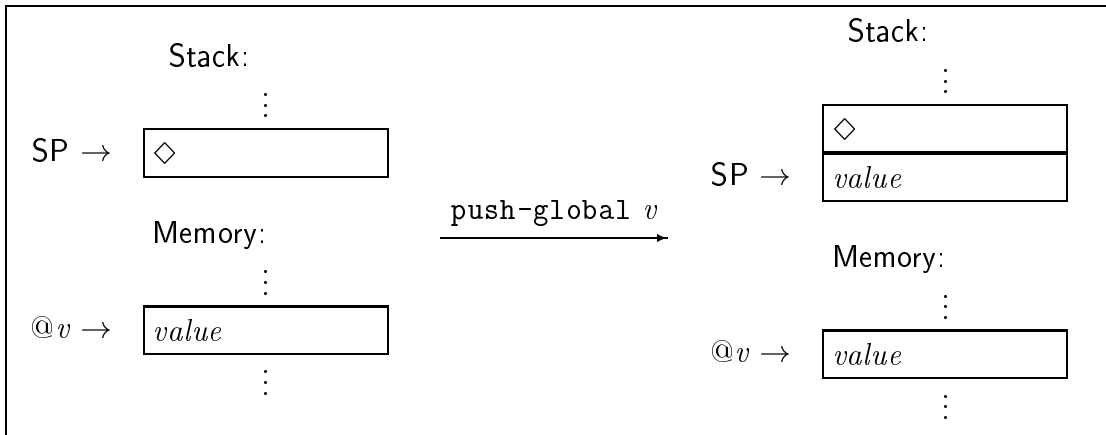 Stack:
⋮
SP → ◇
Memory:
⋮
@v → value
⋮
push-global v
Stack:
⋮
◇
SP → value
Memory:
⋮
@v → value
⋮